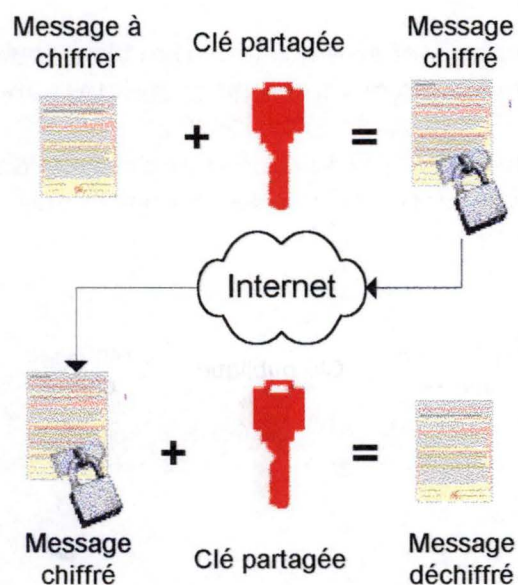 Message à
chiffrer
Clé partagée
Message
chiffré
+
=
Internet
+
=
Message
chiffré
Clé partagée
Message
déchiffré